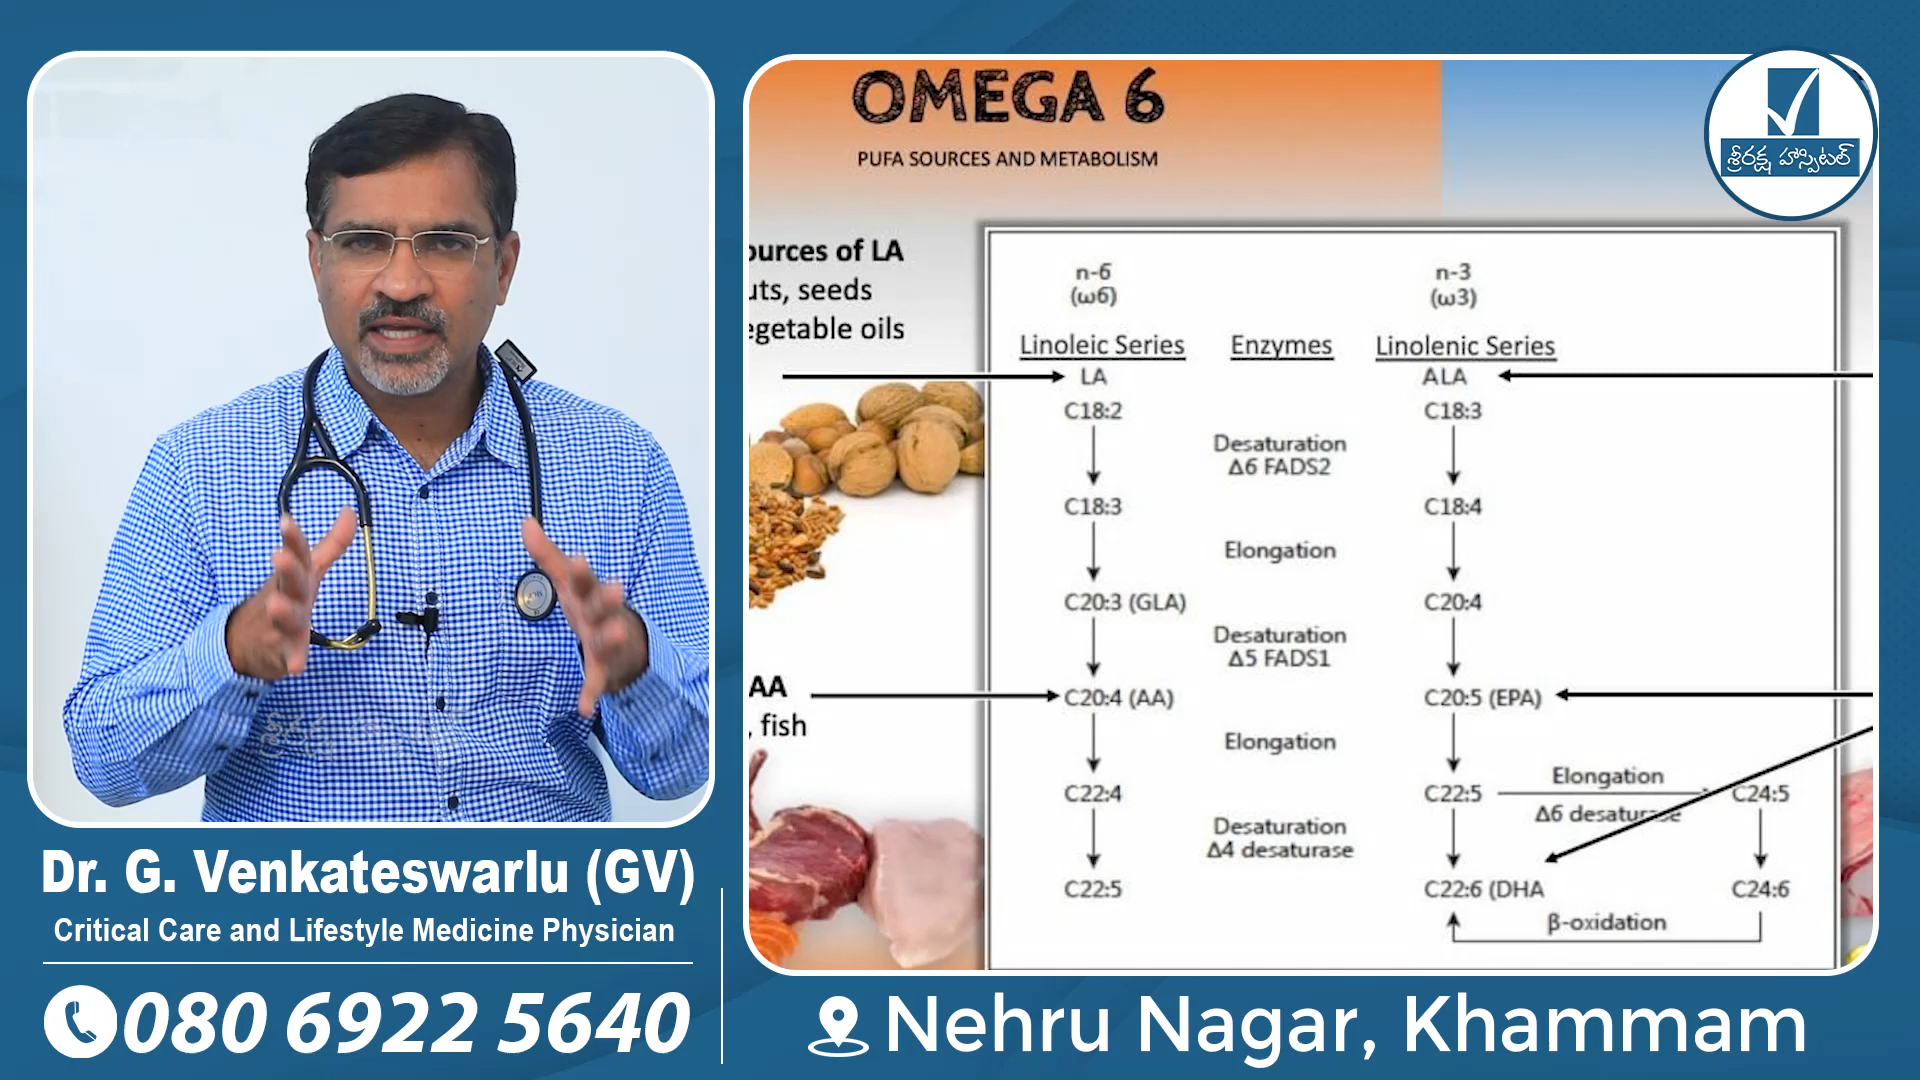 OMEGA 6
PUFA SOURCES AND METABOLISM
శ్రీరక్ష హాస్పిటల్
of LA
seeds
oils
AA
, fish
n-6
(ω6)
n-3
(ω3)
Linoleic Series
Enzymes
Linolenic Series
LA
ALA
C18:2
C18:3
Desaturation
Δ6 FADS2
C18:3
C18:4
Elongation
C20:3 (GLA)
C20:4
Desaturation
Δ5 FADS1
C20:4 (AA)
C20:5 (EPA)
Elongation
Elongation
C22:4
C22:5
C24:5
Δ6 desaturase
Desaturation
Δ4 desaturase
C22:5
C22:6 (DHA
C24:6
β-oxidation
Dr. G. Venkateswarlu (GV)
Critical Care and Lifestyle Medicine Physician
080 6922 5640
Nehru Nagar, Khammam